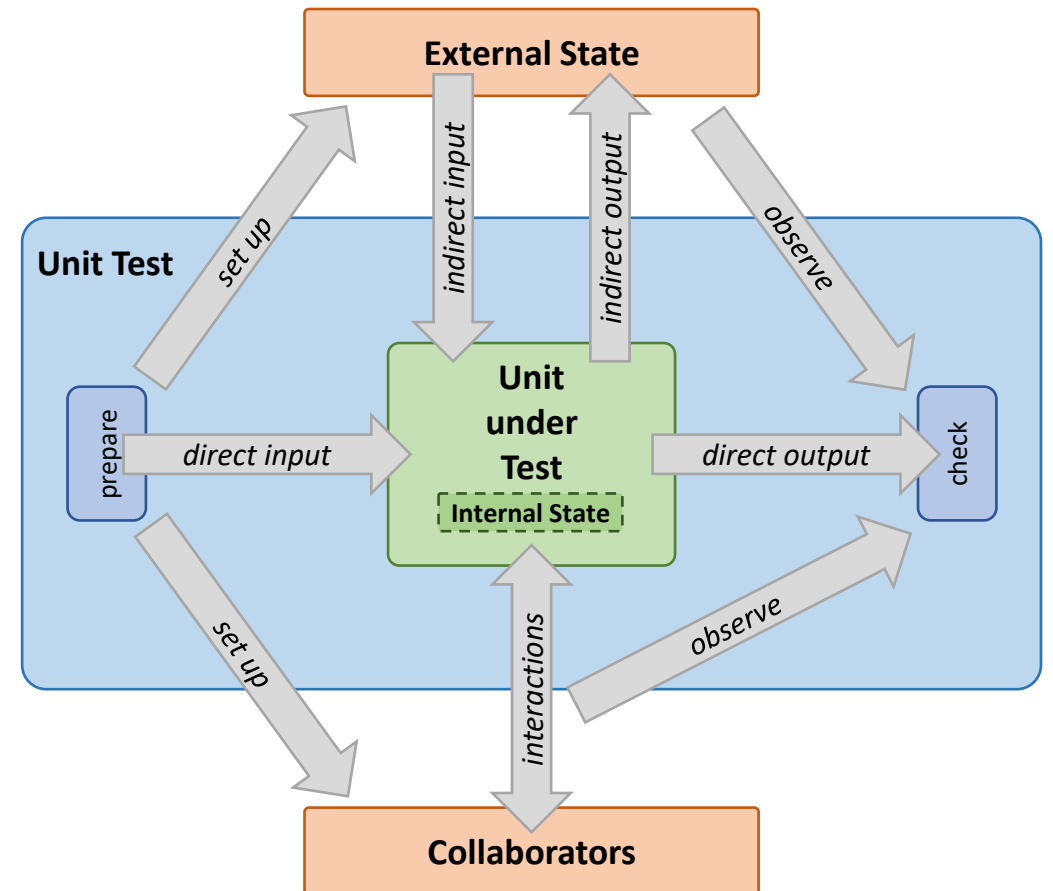 External State
set up
indirect input
indirect output
observe
Unit Test
prepare
direct input
Unit
under
Test
Internal State
direct output
check
set up
interactions
observe
Collaborators